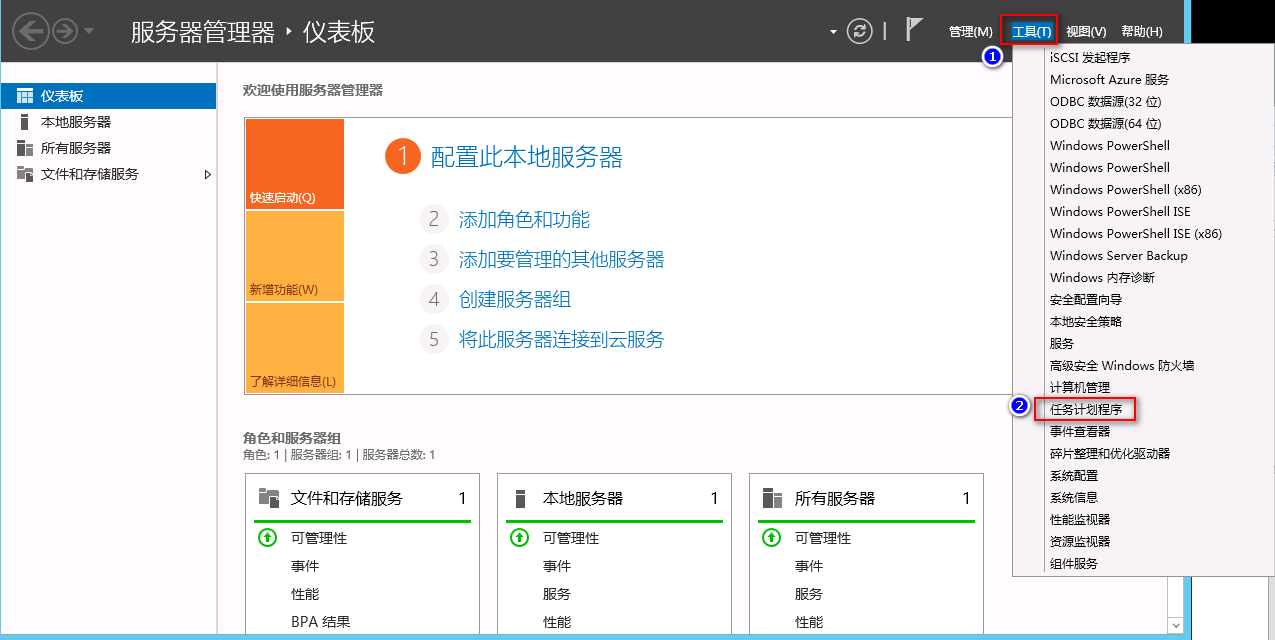 服务器管理器 ‣ 仪表板
管理(M) 工具(T) 视图(V) 帮助(H)
1
仪表板
本地服务器
所有服务器
文件和存储服务
欢迎使用服务器管理器
快速启动(Q)
新增功能(W)
了解详细信息(L)
1 配置此本地服务器
2 添加角色和功能
3 添加要管理的其他服务器
4 创建服务器组
5 将此服务器连接到云服务
角色和服务器组
角色: 1 | 服务器组: 1 | 服务器总数: 1
文件和存储服务 1
可管理性
事件
性能
BPA 结果
本地服务器 1
可管理性
事件
服务
性能
所有服务器 1
可管理性
事件
服务
性能
iSCSI 发起程序
Microsoft Azure 服务
ODBC 数据源(32 位)
ODBC 数据源(64 位)
Windows PowerShell
Windows PowerShell
Windows PowerShell (x86)
Windows PowerShell ISE
Windows PowerShell ISE (x86)
Windows Server Backup
Windows 内存诊断
安全配置向导
本地安全策略
服务
高级安全 Windows 防火墙
计算机管理
2 任务计划程序
事件查看器
碎片整理和优化驱动器
系统配置
系统信息
性能监视器
资源监视器
组件服务